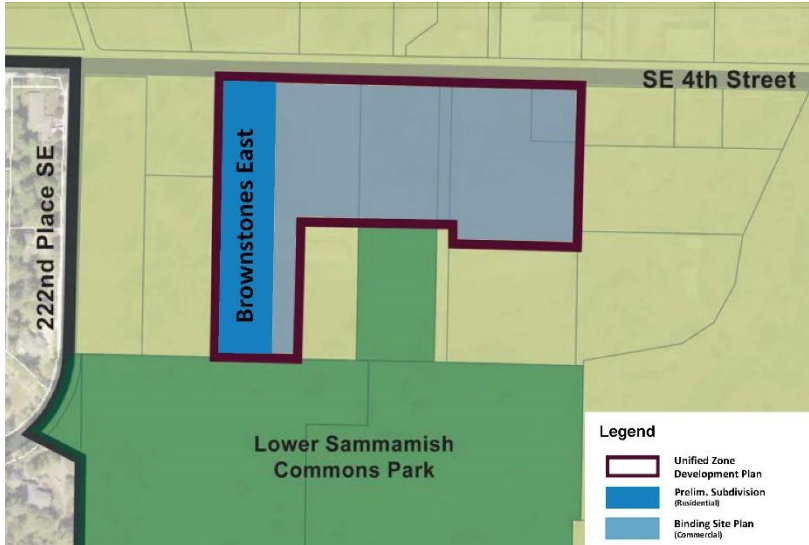 SE 4th Street
222nd Place SE
Brownstones East
Lower Sammamish
Commons Park
Legend
Unified Zone
Development Plan
Prelim. Subdivision
(Residential)
Binding Site Plan
(Commercial)